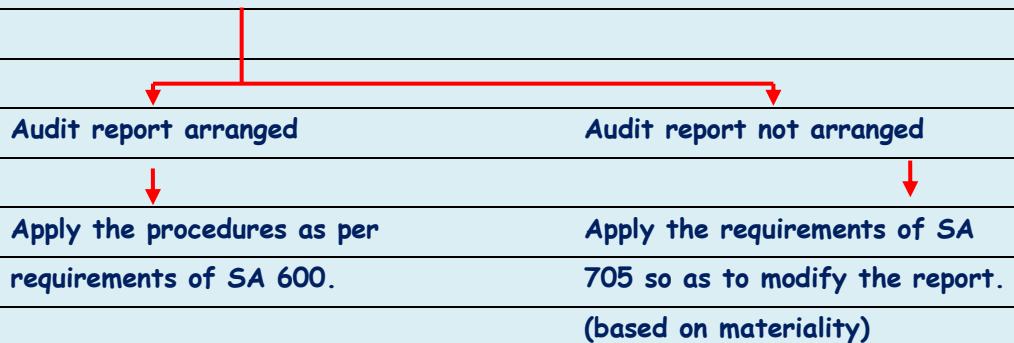 Audit report arranged
Audit report not arranged
Apply the procedures as per
requirements of SA 600.
Apply the requirements of SA
705 so as to modify the report.
(based on materiality)